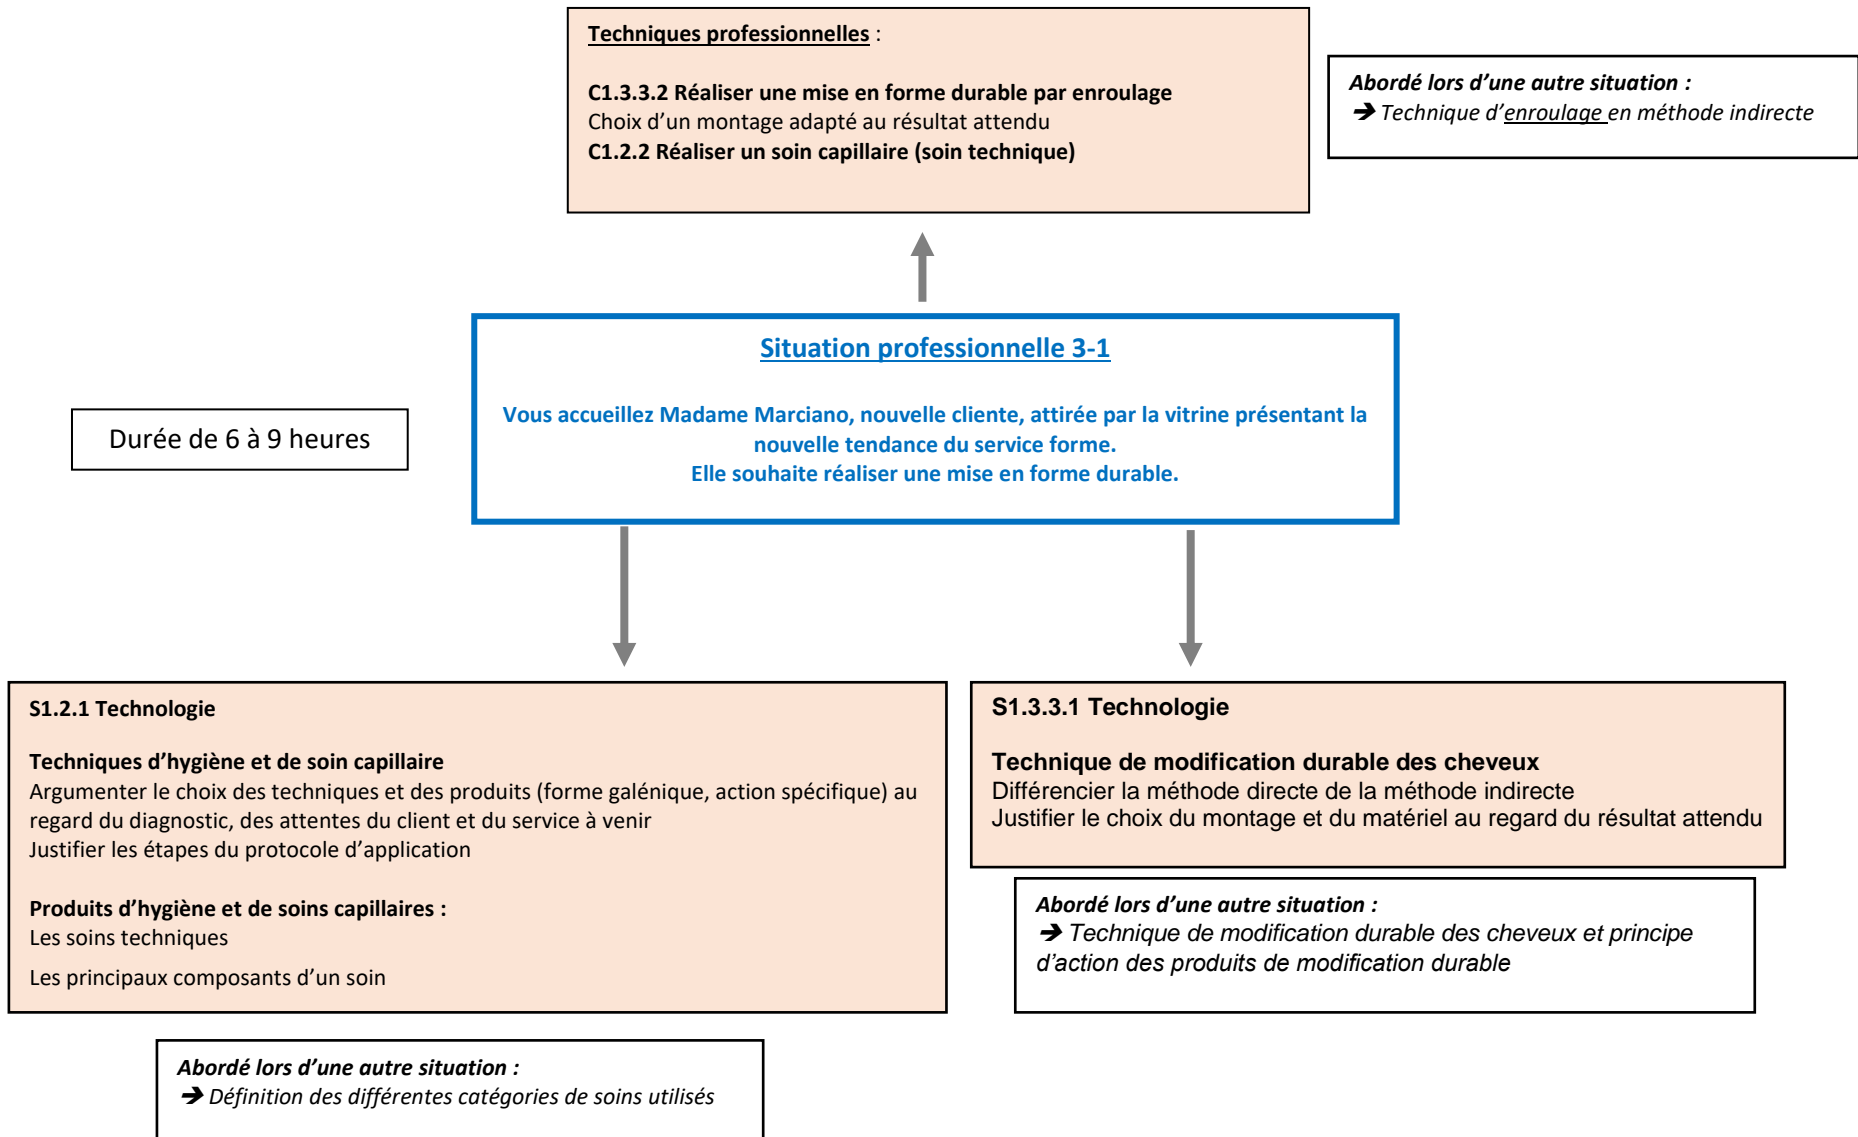 Techniques professionnelles :
C1.3.3.2 Réaliser une mise en forme durable par enroulage
Choix d’un montage adapté au résultat attendu
C1.2.2 Réaliser un soin capillaire (soin technique)
Abordé lors d’une autre situation :
➔ Technique d’enroulage en méthode indirecte
Situation professionnelle 3-1
Vous accueillez Madame Marciano, nouvelle cliente, attirée par la vitrine présentant la
nouvelle tendance du service forme.
Elle souhaite réaliser une mise en forme durable.
Durée de 6 à 9 heures
S1.2.1 Technologie
Techniques d’hygiène et de soin capillaire
Argumenter le choix des techniques et des produits (forme galénique, action spécifique) au
regard du diagnostic, des attentes du client et du service à venir
Justifier les étapes du protocole d’application
Produits d’hygiène et de soins capillaires :
Les soins techniques
Les principaux composants d’un soin
Abordé lors d’une autre situation :
➔ Définition des différentes catégories de soins utilisés
S1.3.3.1 Technologie
Technique de modification durable des cheveux
Différencier la méthode directe de la méthode indirecte
Justifier le choix du montage et du matériel au regard du résultat attendu
Abordé lors d’une autre situation :
➔ Technique de modification durable des cheveux et principe
d’action des produits de modification durable